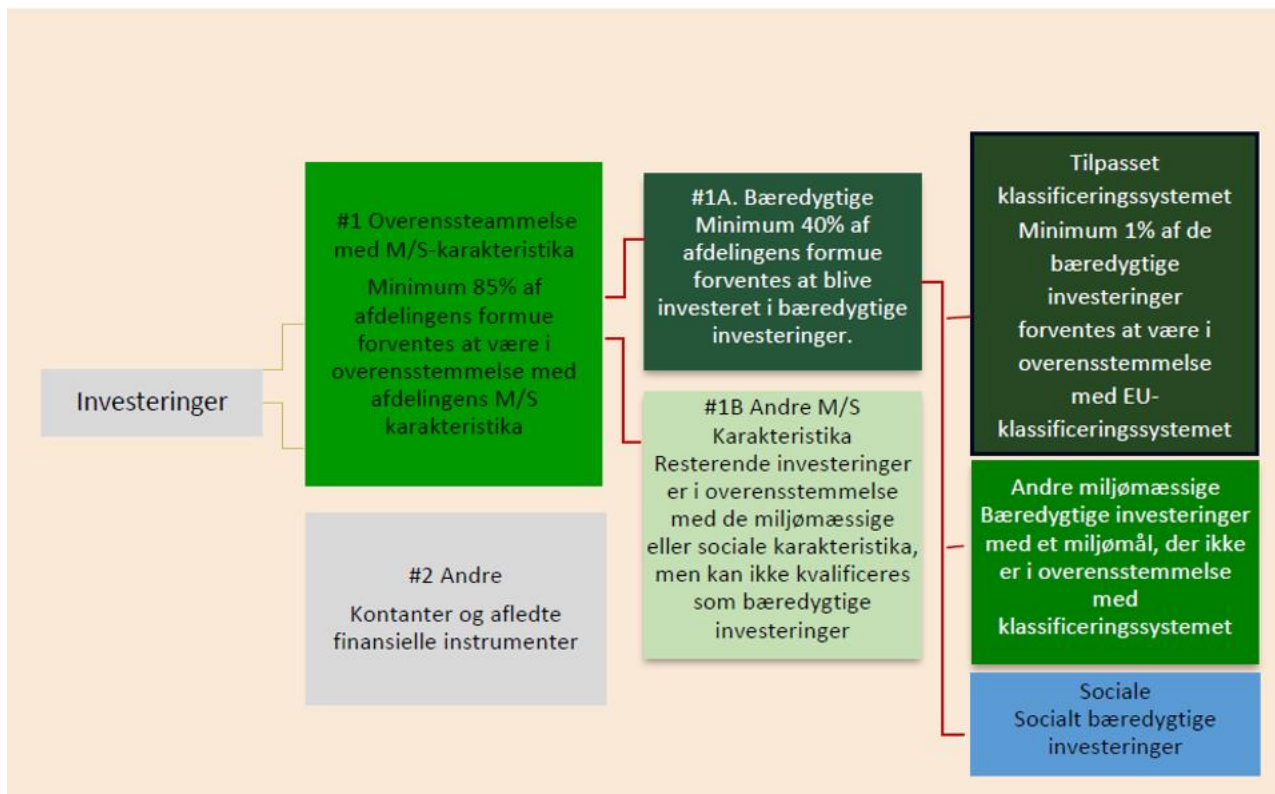 Investeringer
#1 Overenssteammelse
med M/S-karakteristika
Minimum 85% af
afdelingens formue
forventes at være i
overensstemmelse med
afdelingens M/S
karakteristika
#2 Andre
Kontanter og afledte
finansielle instrumenter
#1A. Bæredygtige
Minimum 40% af
afdelingens formue
forventes at blive
investeret i bæredygtige
investeringer.
#1B Andre M/S
Karakteristika
Resterende investeringer
er i overensstemmelse
med de miljømæssige
eller sociale karakteristika,
men kan ikke kvalificeres
som bæredygtige
investeringer
Tilpasset
klassificeringssystemet
Minimum 1% af de
bæredygtige
investeringer
forventes at være i
overensstemmelse
med EU-
klassificeringssystemet
Andre miljømæssige
Bæredygtige investeringer
med et miljømål, der ikke
er i overensstemmelse
med
klassificeringssystemet
Sociale
Socialt bæredygtige
investeringer